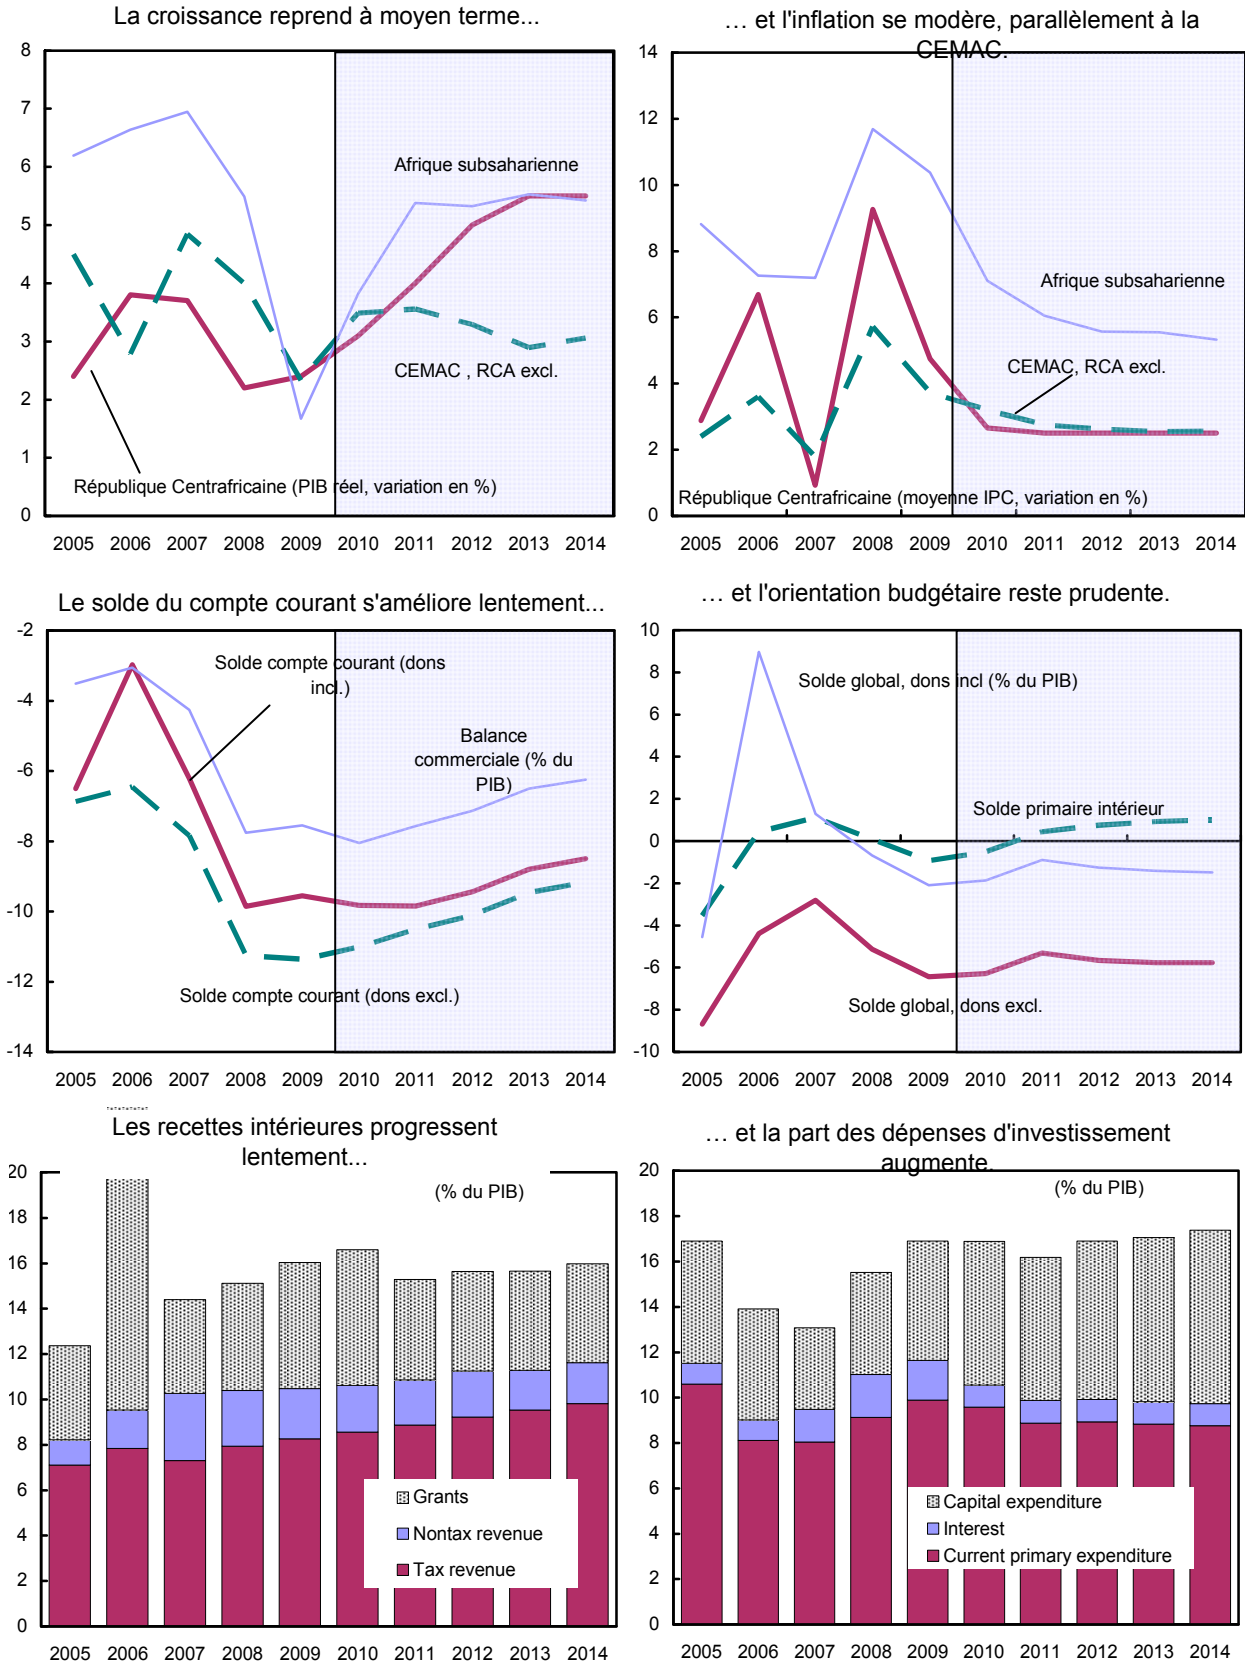 La croissance reprend à moyen terme...
8
7
6
5
4
3
2
1
0
Afrique subsaharienne
CEMAC , RCA excl.
République Centrafricaine (PIB réel, variation en %)
2005 2006 2007 2008 2009 2010 2011 2012 2013 2014
… et l'inflation se modère, parallèlement à la
CEMAC.
14
12
10
8
6
4
2
0
Afrique subsaharienne
CEMAC, RCA excl.
République Centrafricaine (moyenne IPC, variation en %)
2005 2006 2007 2008 2009 2010 2011 2012 2013 2014
Le solde du compte courant s'améliore lentement...
-2
-4
-6
-8
-10
-12
-14
Solde compte courant (dons
incl.)
Balance
commerciale (% du
PIB)
Solde compte courant (dons excl.)
2005 2006 2007 2008 2009 2010 2011 2012 2013 2014
… et l'orientation budgétaire reste prudente.
10
8
6
4
2
0
-2
-4
-6
-8
-10
Solde global, dons incl (% du PIB)
Solde primaire intérieur
Solde global, dons excl.
2005 2006 2007 2008 2009 2010 2011 2012 2013 2014
Les recettes intérieures progressent
lentement...
20
18
16
14
12
10
8
6
4
2
0
(% du PIB)
Grants
Nontax revenue
Tax revenue
2005 2006 2007 2008 2009 2010 2011 2012 2013 2014
… et la part des dépenses d'investissement
augmente.
20
18
16
14
12
10
8
6
4
2
0
(% du PIB)
Capital expenditure
Interest
Current primary expenditure
2005 2006 2007 2008 2009 2010 2011 2012 2013 2014